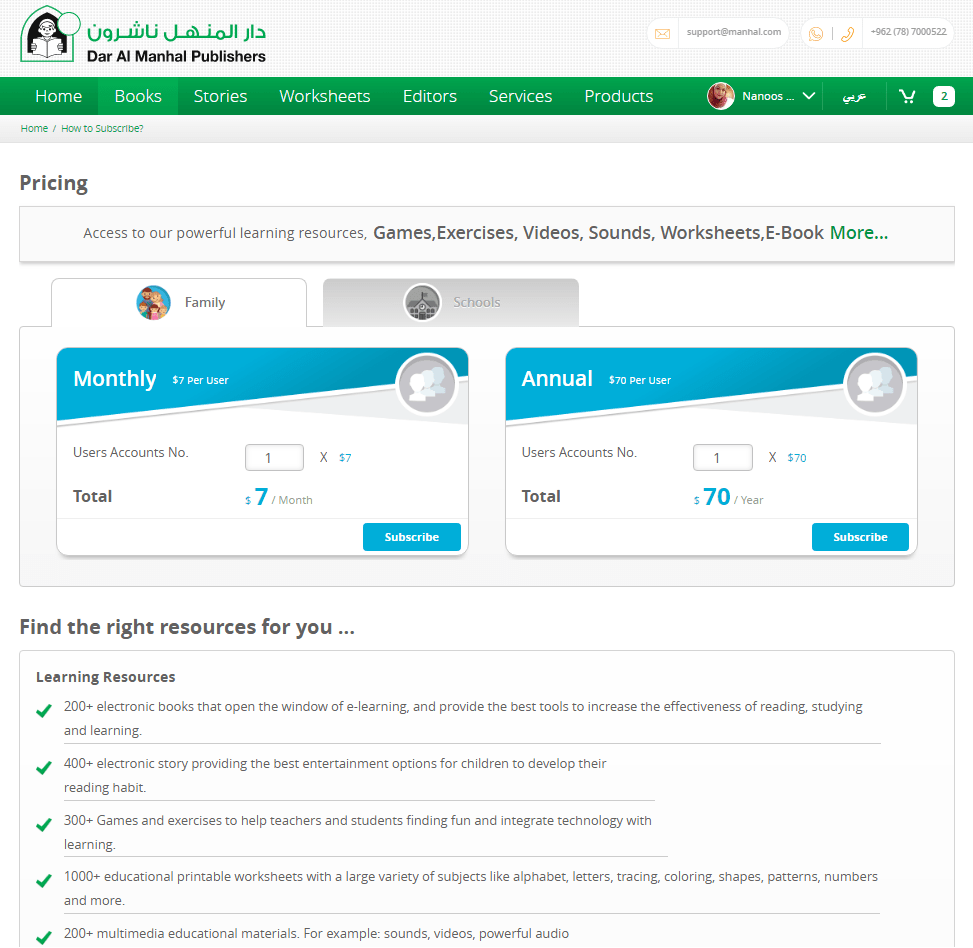 دار المنهل ناشرون
Dar Al Manhal Publishers
support@manhal.com
+962 (78) 7000522
Home Books Stories Worksheets Editors Services Products Nanoos ... عربي 2
Home / How to Subscribe?
Pricing
Access to our powerful learning resources, Games,Exercises, Videos, Sounds, Worksheets,E-Book More...
Family
Schools
Monthly $7 Per User
Users Accounts No. 1 X $7
Total $ 7 / Month
Subscribe
Annual $70 Per User
Users Accounts No. 1 X $70
Total $ 70 / Year
Subscribe
Find the right resources for you ...
Learning Resources
200+ electronic books that open the window of e-learning, and provide the best tools to increase the effectiveness of reading, studying
and learning.
400+ electronic story providing the best entertainment options for children to develop their
reading habit.
300+ Games and exercises to help teachers and students finding fun and integrate technology with
learning.
1000+ educational printable worksheets with a large variety of subjects like alphabet, letters, tracing, coloring, shapes, patterns, numbers
and more.
200+ multimedia educational materials. For example: sounds, videos, powerful audio